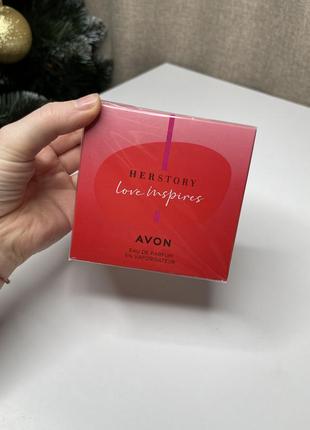 HERSTORY
love inspires
AVON
EAU DE PARFUM
EN VAPORISATEUR